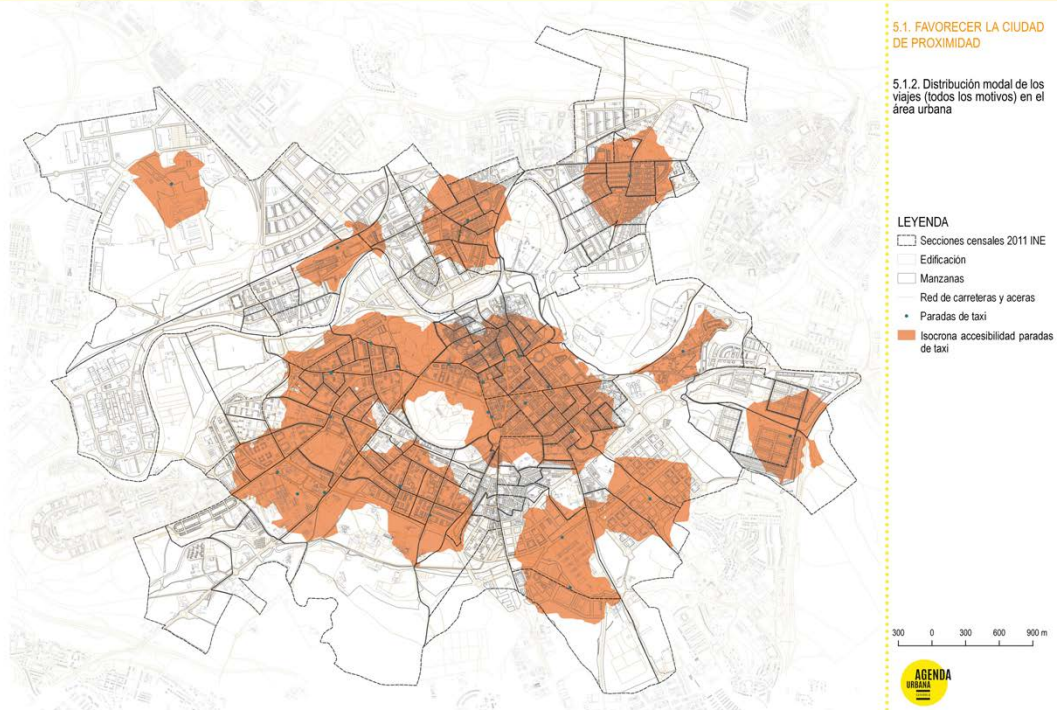 5.1. FAVORECER LA CIUDAD
DE PROXIMIDAD
5.1.2. Distribución modal de los
viajes (todos los motivos) en el
área urbana
LEYENDA
Secciones censales 2011 INE
Edificación
Manzanas
Red de carreteras y aceras
Paradas de taxi
Isocrona accesibilidad paradas
de taxi
300 0 300 600 900 m
AGENDA
URBANA